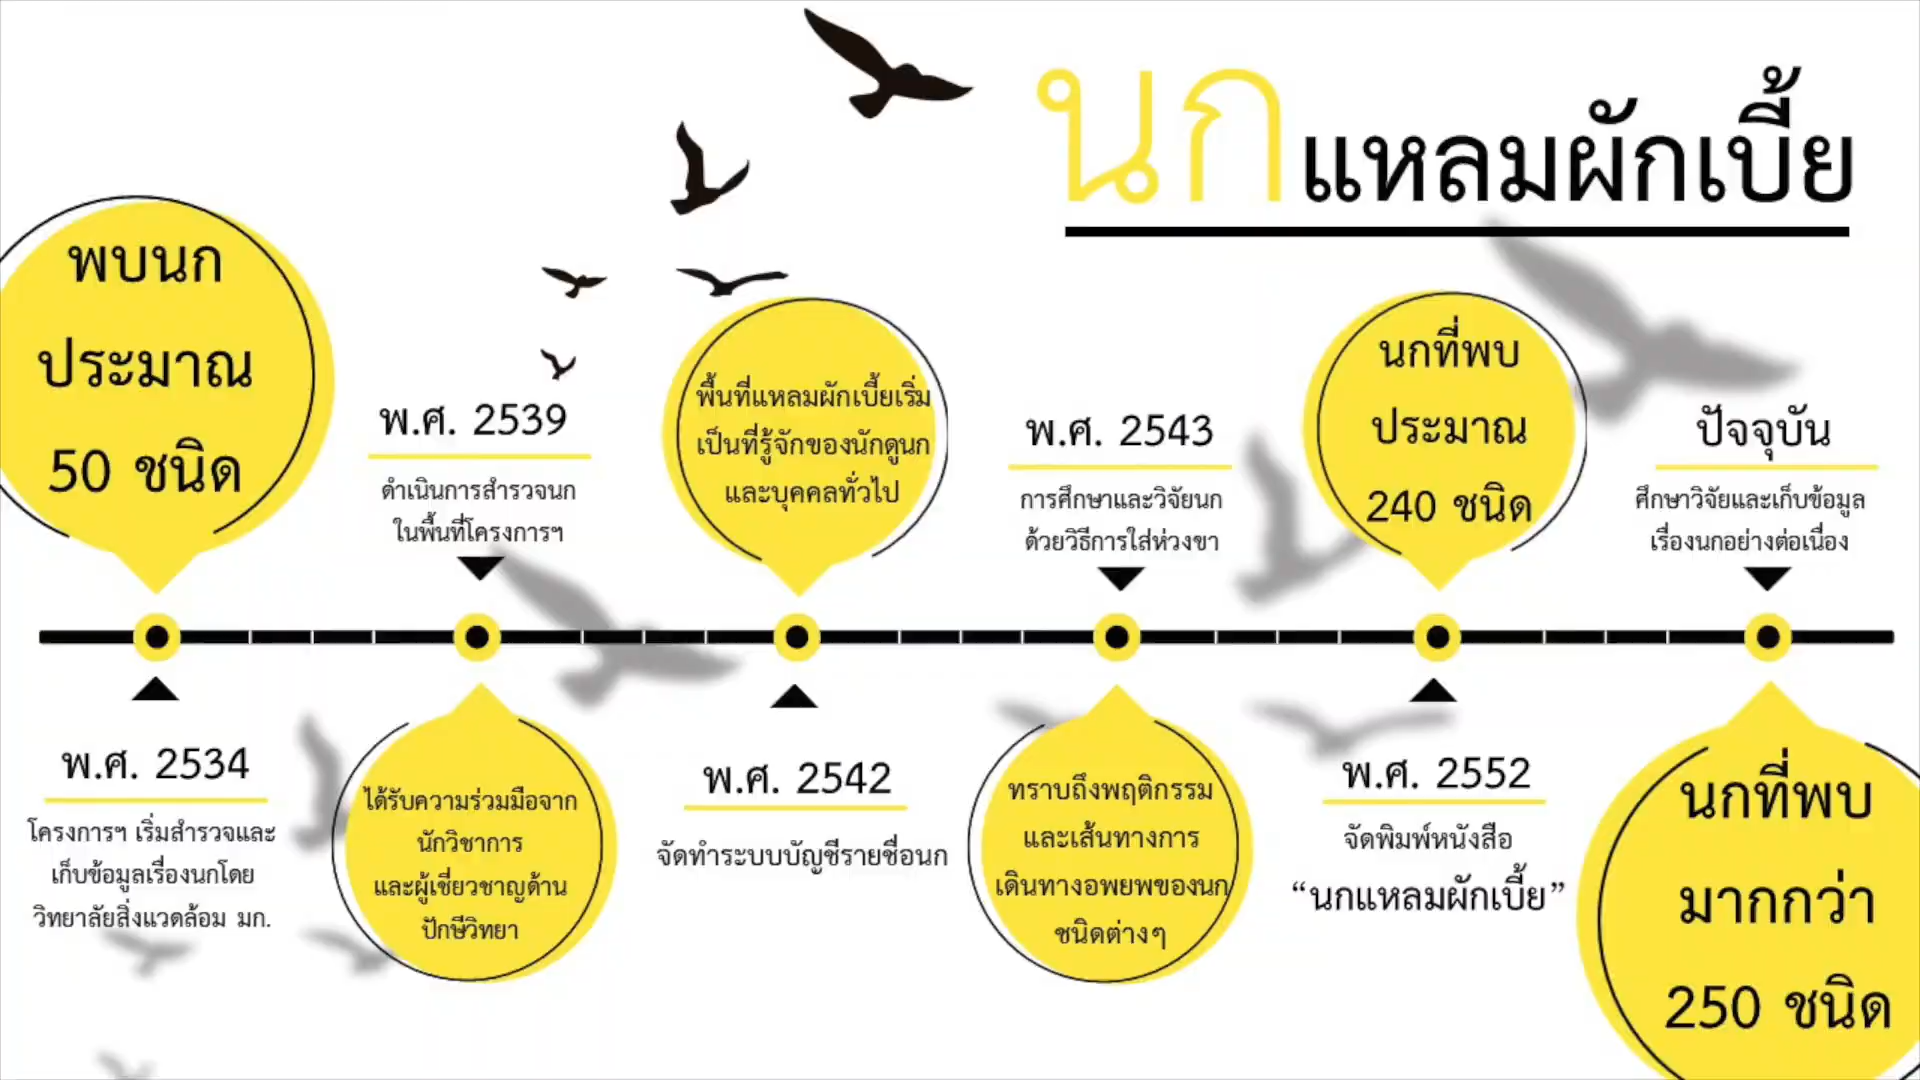 นกแหลมผักเบี้ย
พบนก
ประมาณ
50 ชนิด
พ.ศ. 2534
โครงการฯ เริ่มสำรวจและ
เก็บข้อมูลเรื่องนกโดย
วิทยาลัยสิ่งแวดล้อม มก.
พ.ศ. 2539
ดำเนินการสำรวจนก
ในพื้นที่โครงการฯ
ได้รับความร่วมมือจาก
นักวิชาการ
และผู้เชี่ยวชาญด้าน
ปักษีวิทยา
พื้นที่แหลมผักเบี้ยเริ่ม
เป็นที่รู้จักของนักดูนก
และบุคคลทั่วไป
พ.ศ. 2542
จัดทำระบบบัญชีรายชื่อนก
พ.ศ. 2543
การศึกษาและวิจัยนก
ด้วยวิธีการใส่ห่วงขา
ทราบถึงพฤติกรรม
และเส้นทางการ
เดินทางอพยพของนก
ชนิดต่างๆ
นกที่พบ
ประมาณ
240 ชนิด
พ.ศ. 2552
จัดพิมพ์หนังสือ
“นกแหลมผักเบี้ย”
ปัจจุบัน
ศึกษาวิจัยและเก็บข้อมูล
เรื่องนกอย่างต่อเนื่อง
นกที่พบ
มากกว่า
250 ชนิด